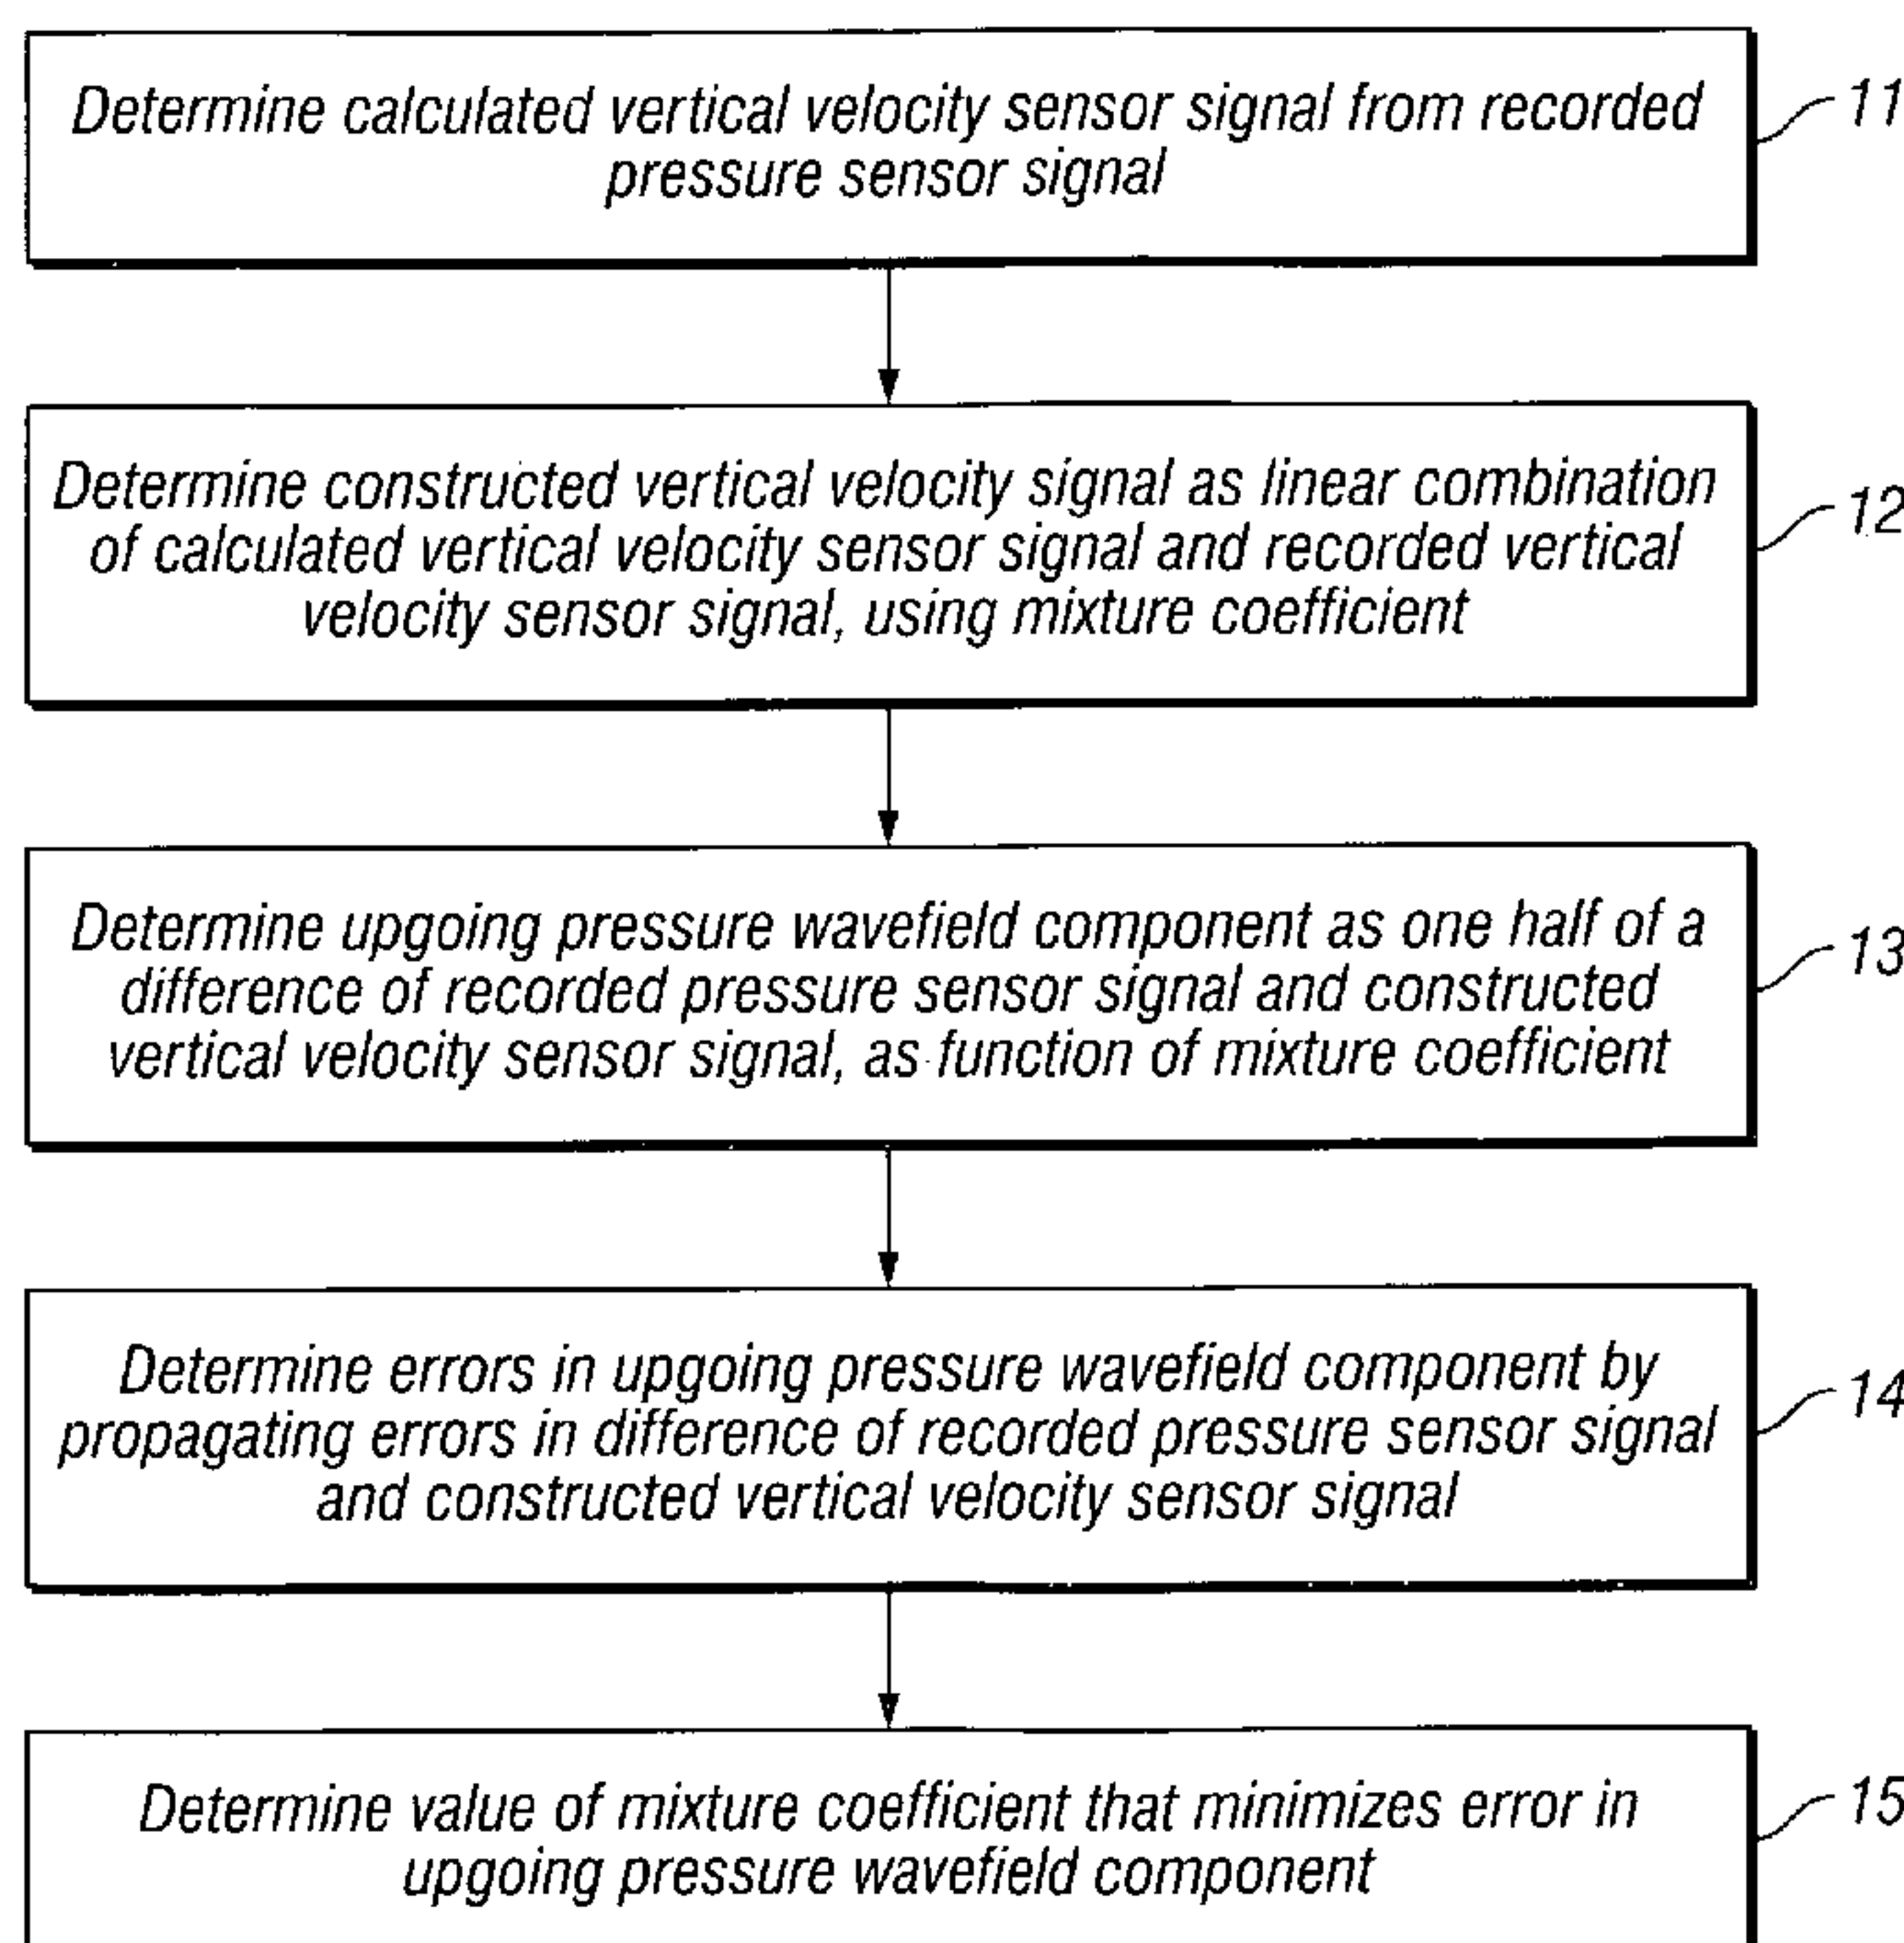 Determine calculated vertical velocity sensor signal from recorded
pressure sensor signal
11
Determine constructed vertical velocity signal as linear combination
of calculated vertical velocity sensor signal and recorded vertical
velocity sensor signal, using mixture coefficient
12
Determine upgoing pressure wavefield component as one half of a
difference of recorded pressure sensor signal and constructed
vertical velocity sensor signal, as function of mixture coefficient
13
Determine errors in upgoing pressure wavefield component by
propagating errors in difference of recorded pressure sensor signal
and constructed vertical velocity sensor signal
14
Determine value of mixture coefficient that minimizes error in
upgoing pressure wavefield component
15